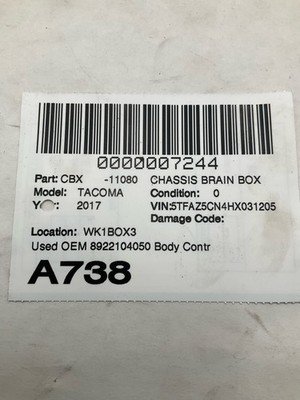 0000007244
Part: CBX -11080 CHASSIS BRAIN BOX
Model: TACOMA Condition: 0
2017 VIN:5TFAZ5CN4HX031205
Damage Code:
Location: WK1BOX3
Used OEM 8922104050 Body Contr
A738